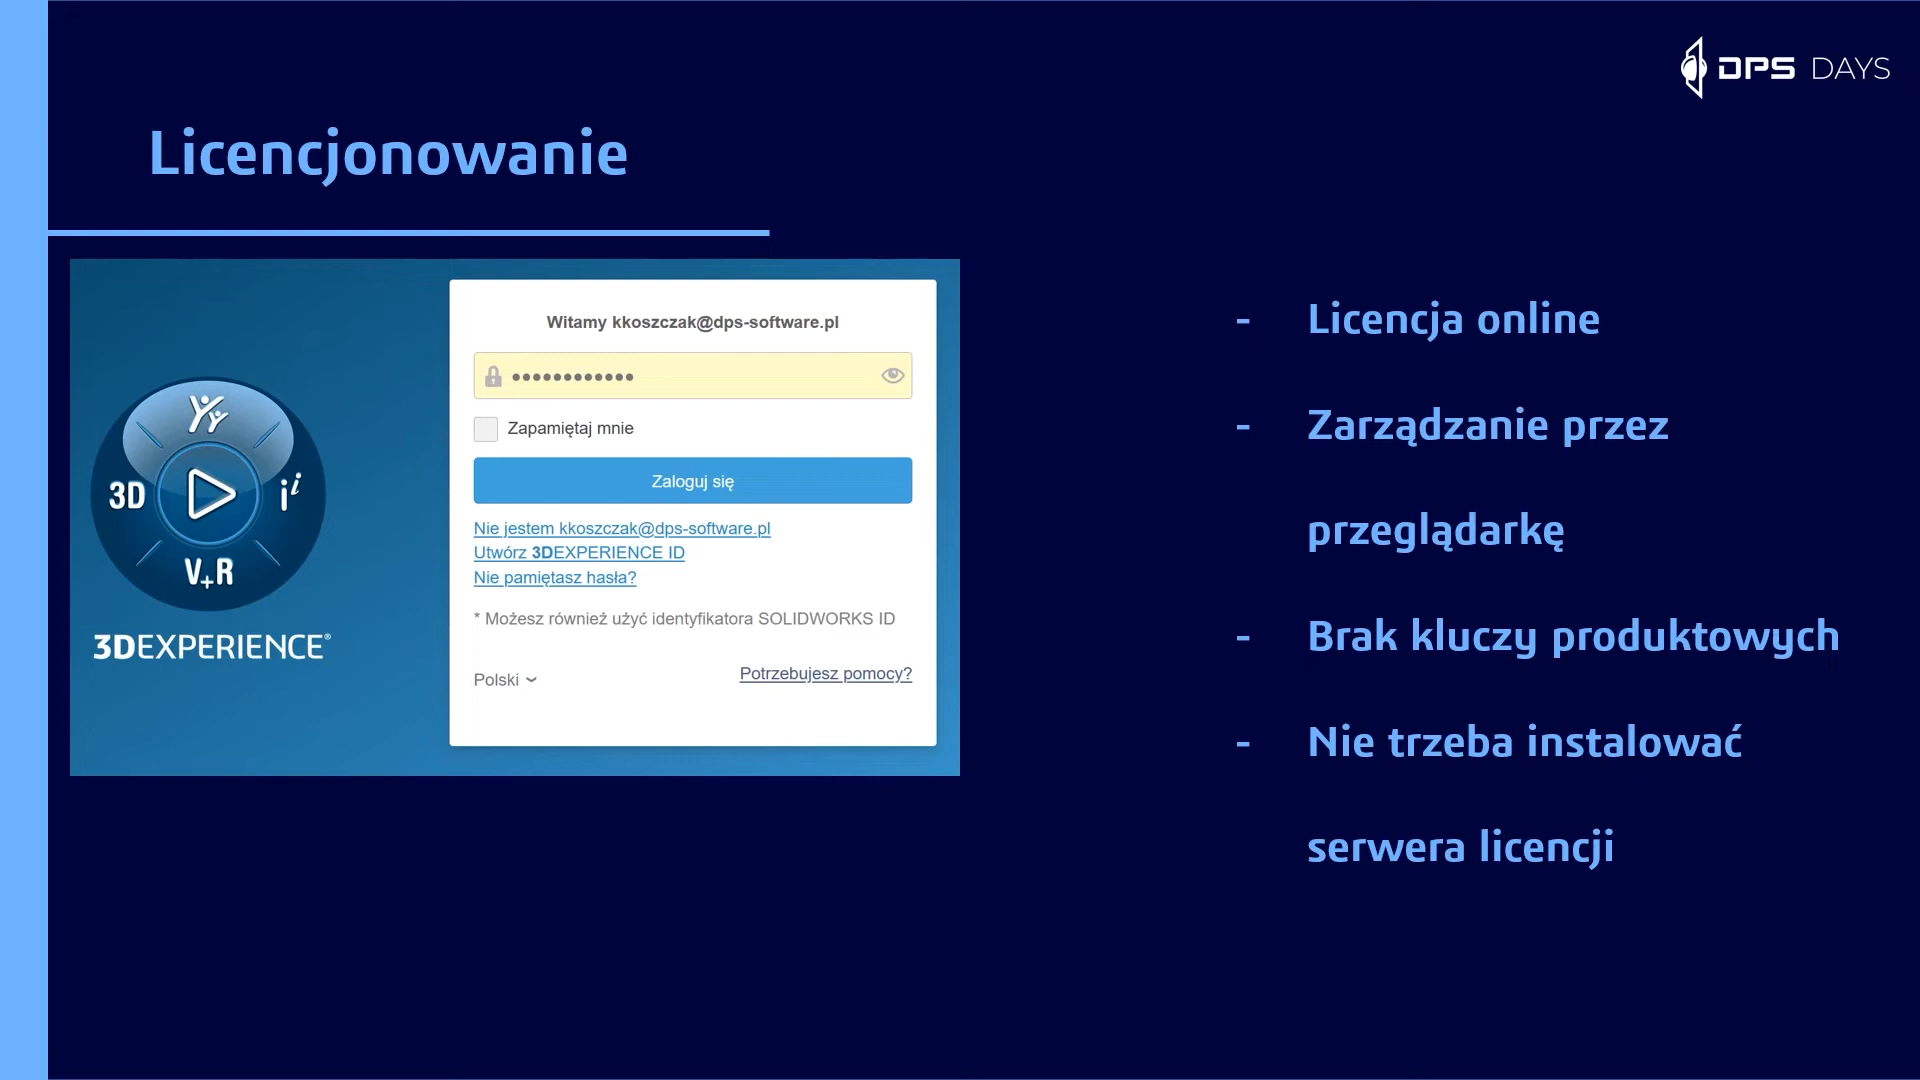 DPS DAYS
Licencjonowanie
Witamy kkoszczak@dps-software.pl
••••••••••••
Zapamiętaj mnie
Zaloguj się
Nie jestem kkoszczak@dps-software.pl
Utwórz 3DEXPERIENCE ID
Nie pamiętasz hasła?
* Możesz również użyć identyfikatora SOLIDWORKS ID
Polski
Potrzebujesz pomocy?
3D
i i
V+R
3DEXPERIENCE®
- Licencja online
- Zarządzanie przez
przeglądarkę
- Brak kluczy produktowych
- Nie trzeba instalować
serwera licencji